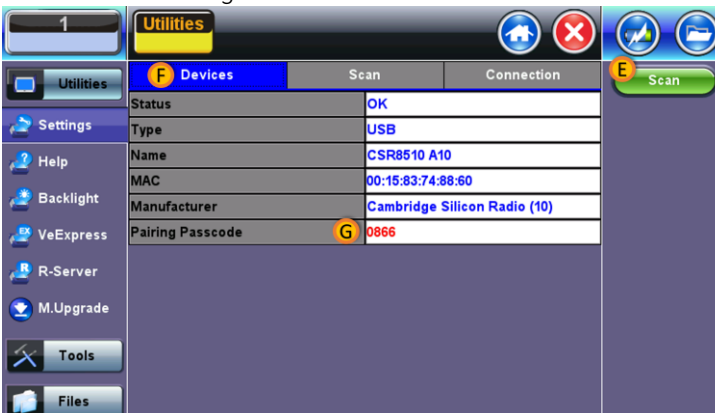 1
Utilities
Utilities
Settings
Help
Backlight
VeExpress
R-Server
M.Upgrade
Tools
Files
F Devices Scan Connection
Status OK
Type USB
Name CSR8510 A10
MAC 00:15:83:74:88:60
Manufacturer Cambridge Silicon Radio (10)
Pairing Passcode G 0866
E Scan